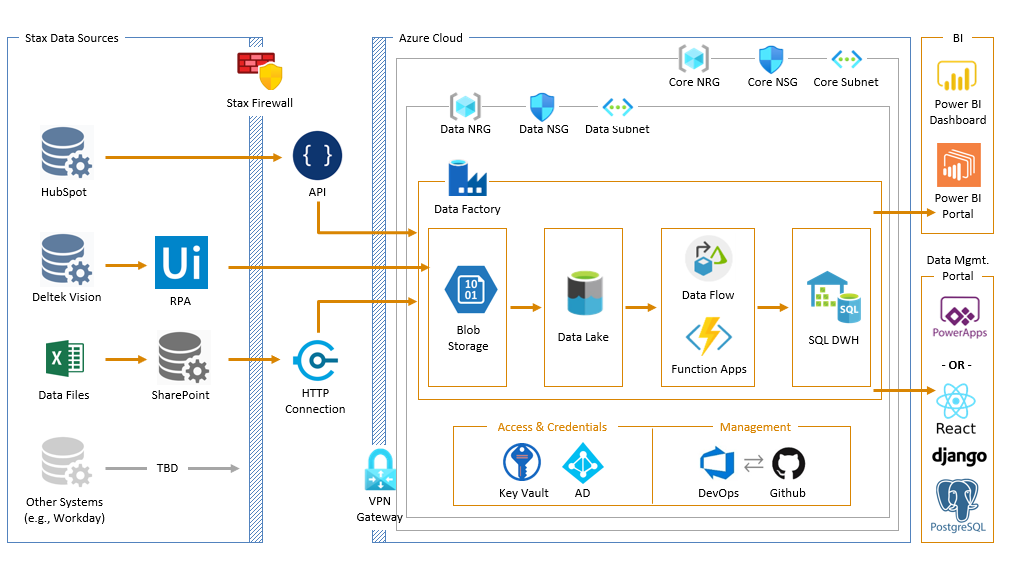 Stax Data Sources
Stax Firewall
HubSpot
Deltek Vision
Ui
RPA
Data Files
SharePoint
Other Systems
(e.g., Workday)
TBD
{ }
API
HTTP
Connection
VPN
Gateway
Azure Cloud
Core NRG
Core NSG
Core Subnet
Data NRG
Data NSG
Data Subnet
Data Factory
10
01
Blob
Storage
Data Lake
Data Flow
Function Apps
SQL
SQL DWH
Access & Credentials
Key Vault
AD
Management
DevOps
Github
BI
Power BI
Dashboard
Power BI
Portal
Data Mgmt.
Portal
PowerApps
- OR -
React
django
PostgreSQL